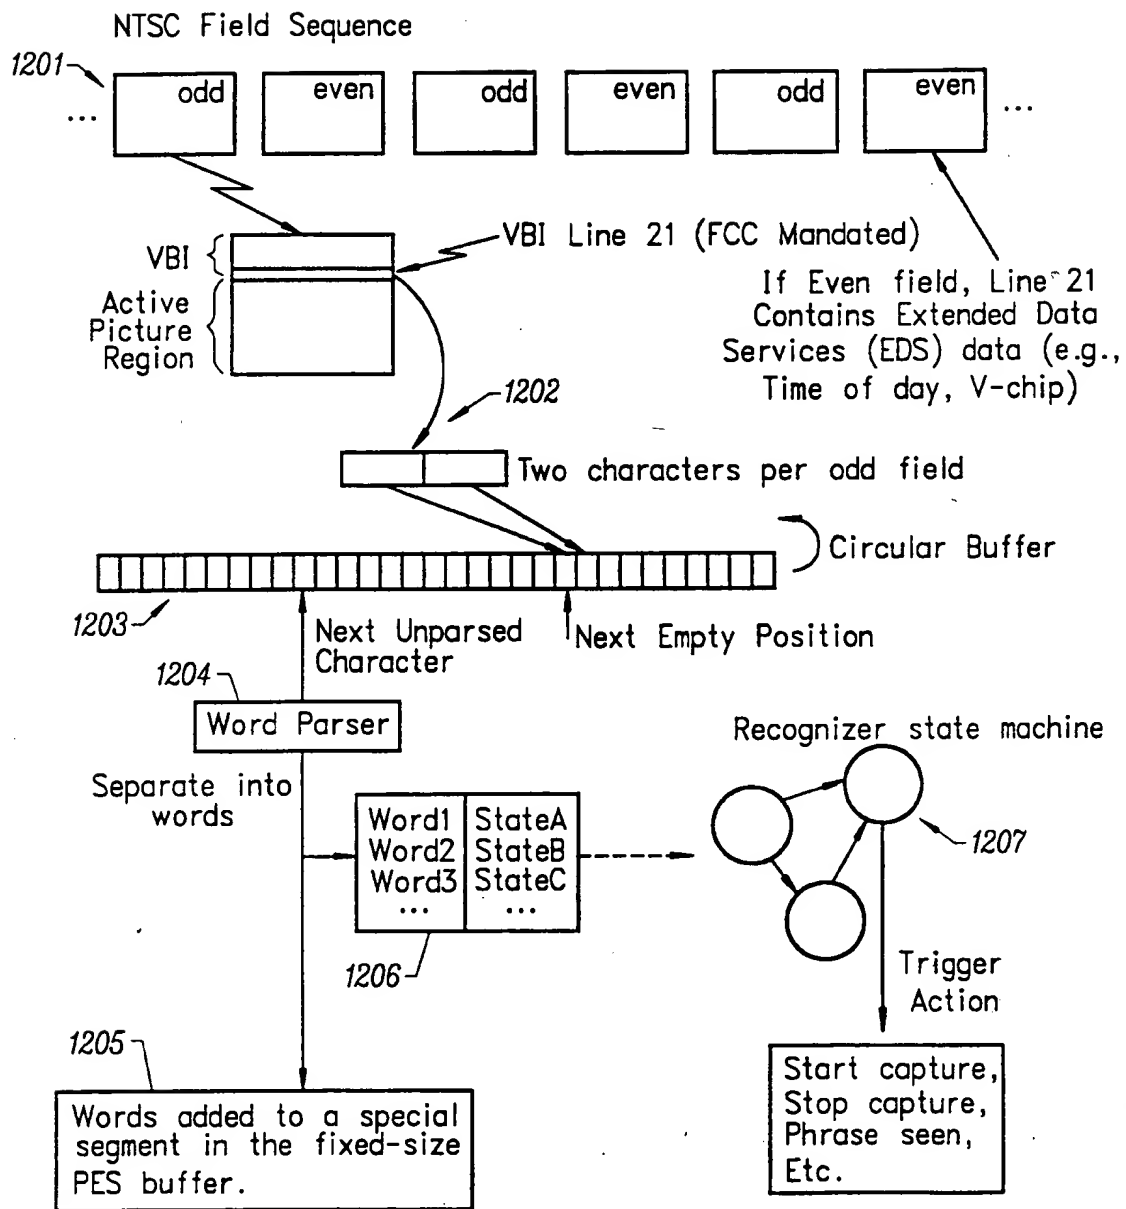 NTSC Field Sequence
1201
... odd even odd even odd even ...
VBI
VBI Line 21 (FCC Mandated)
Active
Picture
Region
If Even field, Line 21
Contains Extended Data
Services (EDS) data (e.g.,
Time of day, V-chip)
1202
Two characters per odd field
Circular Buffer
1203
Next Unparsed
Character
Next Empty Position
1204
Word Parser
Separate into
words
Word1 StateA
Word2 StateB
Word3 StateC
... ...
1206
Recognizer state machine
1207
Trigger
Action
1205
Words added to a special
segment in the fixed-size
PES buffer.
Start capture,
Stop capture,
Phrase seen,
Etc.